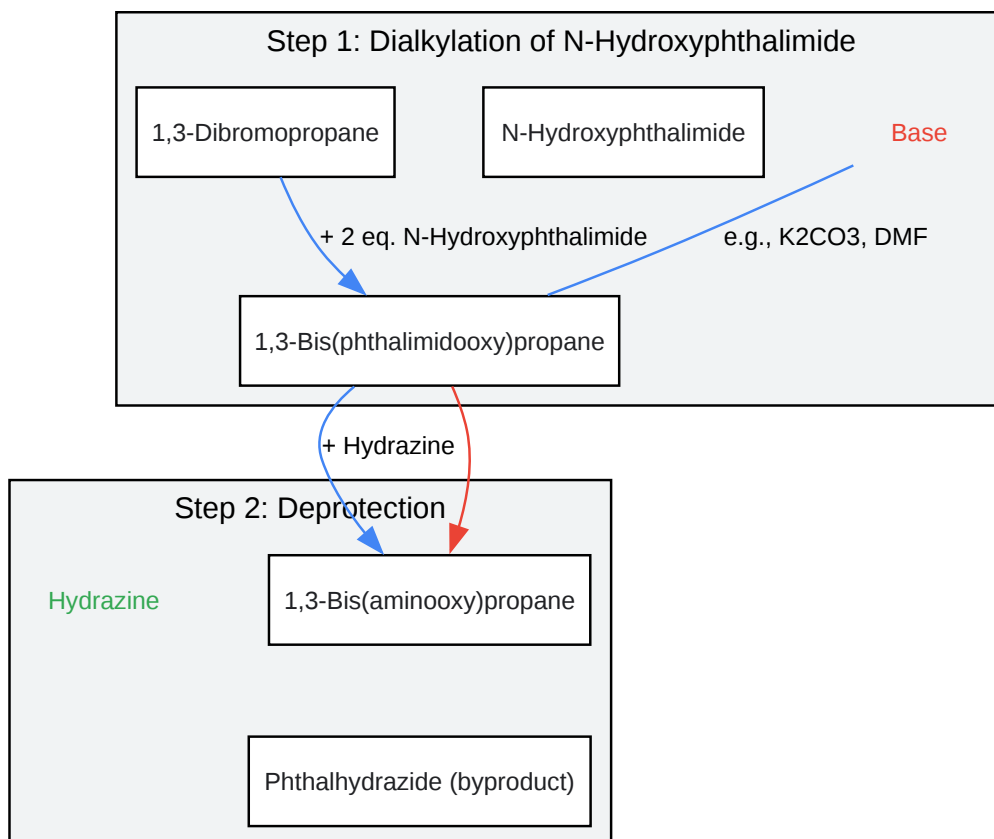 Step 1: Dialkylation of N-Hydroxyphthalimide
1,3-Dibromopropane
N-Hydroxyphthalimide
Base
+ 2 eq. N-Hydroxyphthalimide
e.g., K2CO3, DMF
1,3-Bis(phthalimidooxy)propane
+ Hydrazine
Step 2: Deprotection
Hydrazine
1,3-Bis(aminooxy)propane
Phthalhydrazide (byproduct)